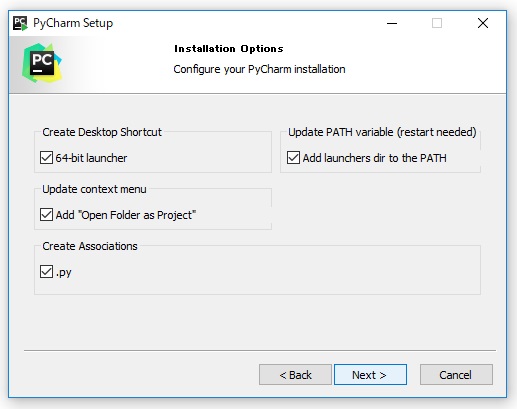 PyCharm Setup
PC
Installation Options
Configure your PyCharm installation
Create Desktop Shortcut
64-bit launcher
Update PATH variable (restart needed)
Add launchers dir to the PATH
Update context menu
Add "Open Folder as Project"
Create Associations
.py
< Back
Next >
Cancel